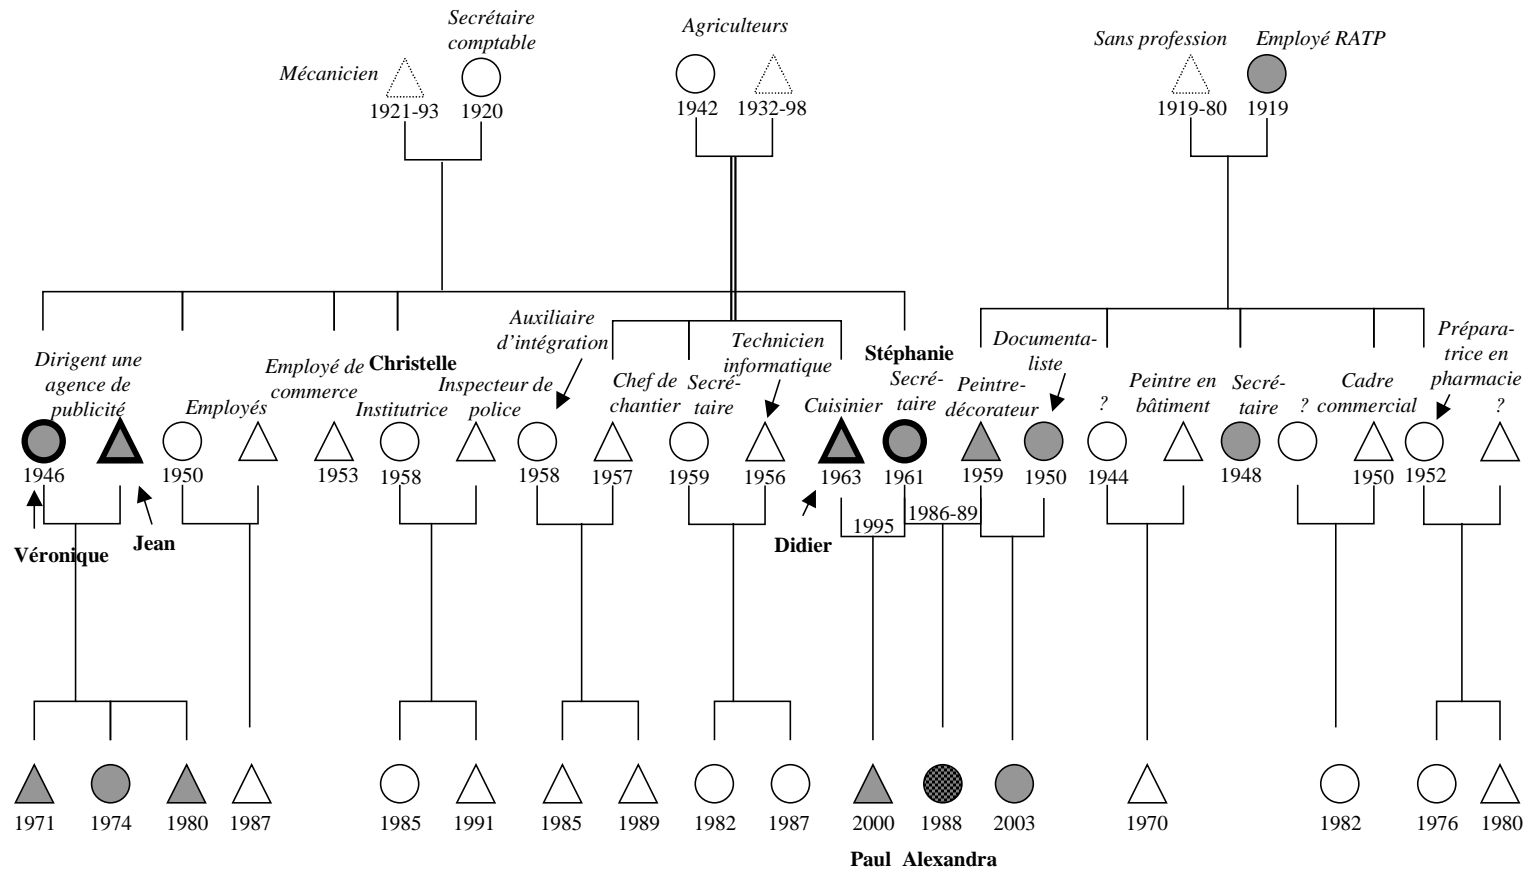 Secrétaire
comptable
Agriculteurs
Sans profession
Employé RATP
Mécanicien
1921-93
1920
1942
1932-98
1919-80
1919
Auxiliaire
d’intégration
Dirigent une
agence de
publicité
Employés
Employé de
commerce
Christelle
Institutrice
Inspecteur de
police
Chef de
chantier
Secré-
taire
Technicien
informatique
Cuisinier
Stéphanie
Secré-
taire
Peintre-
décorateur
Documenta-
liste
?
Peintre en
bâtiment
Secré-
taire
?
Cadre
commercial
Prépara-
trice en
pharmacie
?
1946
1950
1953
1958
1958
1957
1959
1956
1963
1961
1959
1950
1944
1948
1950
1952
Véronique
Jean
Didier
1995
1986-89
1971
1974
1980
1987
1985
1991
1985
1989
1982
1987
2000
1988
2003
1970
1982
1976
1980
Paul
Alexandra